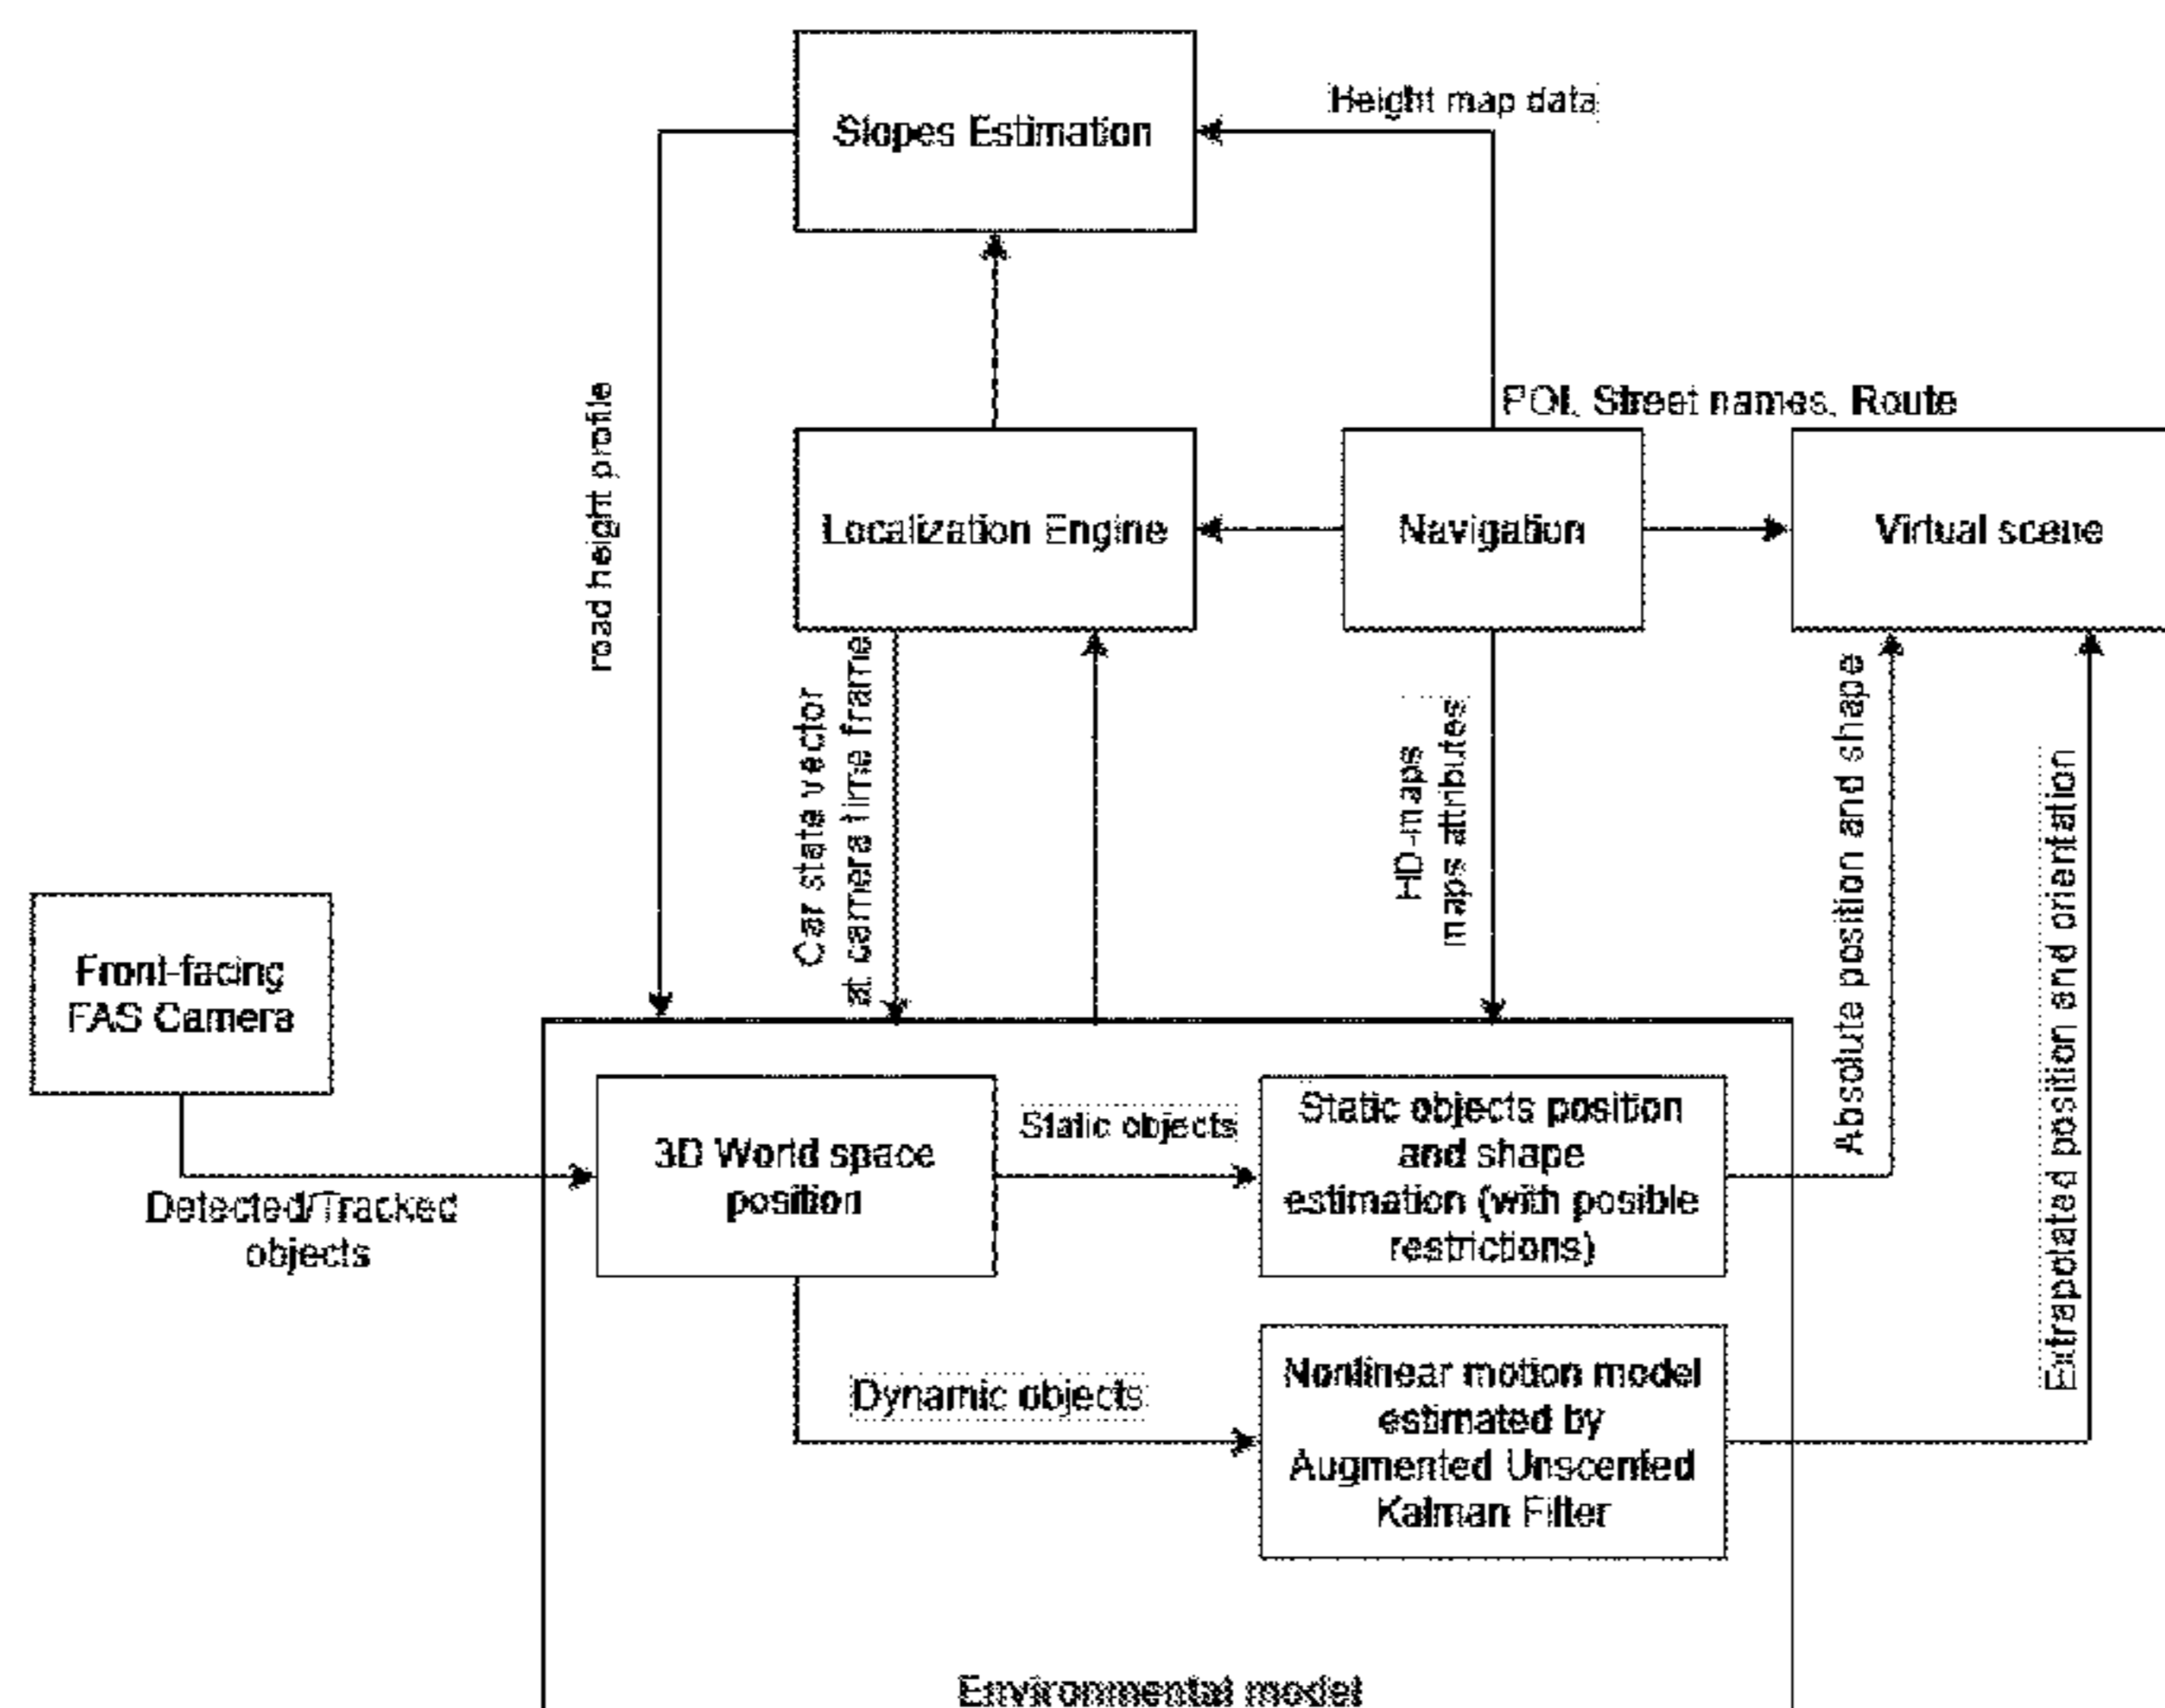 Height map data
Slopes Estimation
road height profile
POI, Street names, Route
Localization Engine
Navigation
Virtual scene
Car state vector
at camera time frame
HD-maps
maps attributes
Absolute position and shape
Extrapolated position and orientation
Front-facing
FAS Camera
Detected/Tracked
objects
3D World space
position
Static objects
Static objects position
and shape
estimation (with posible
restrictions)
Dynamic objects
Nonlinear motion model
estimated by
Augmented Unscented
Kalman Filter
Environmental model